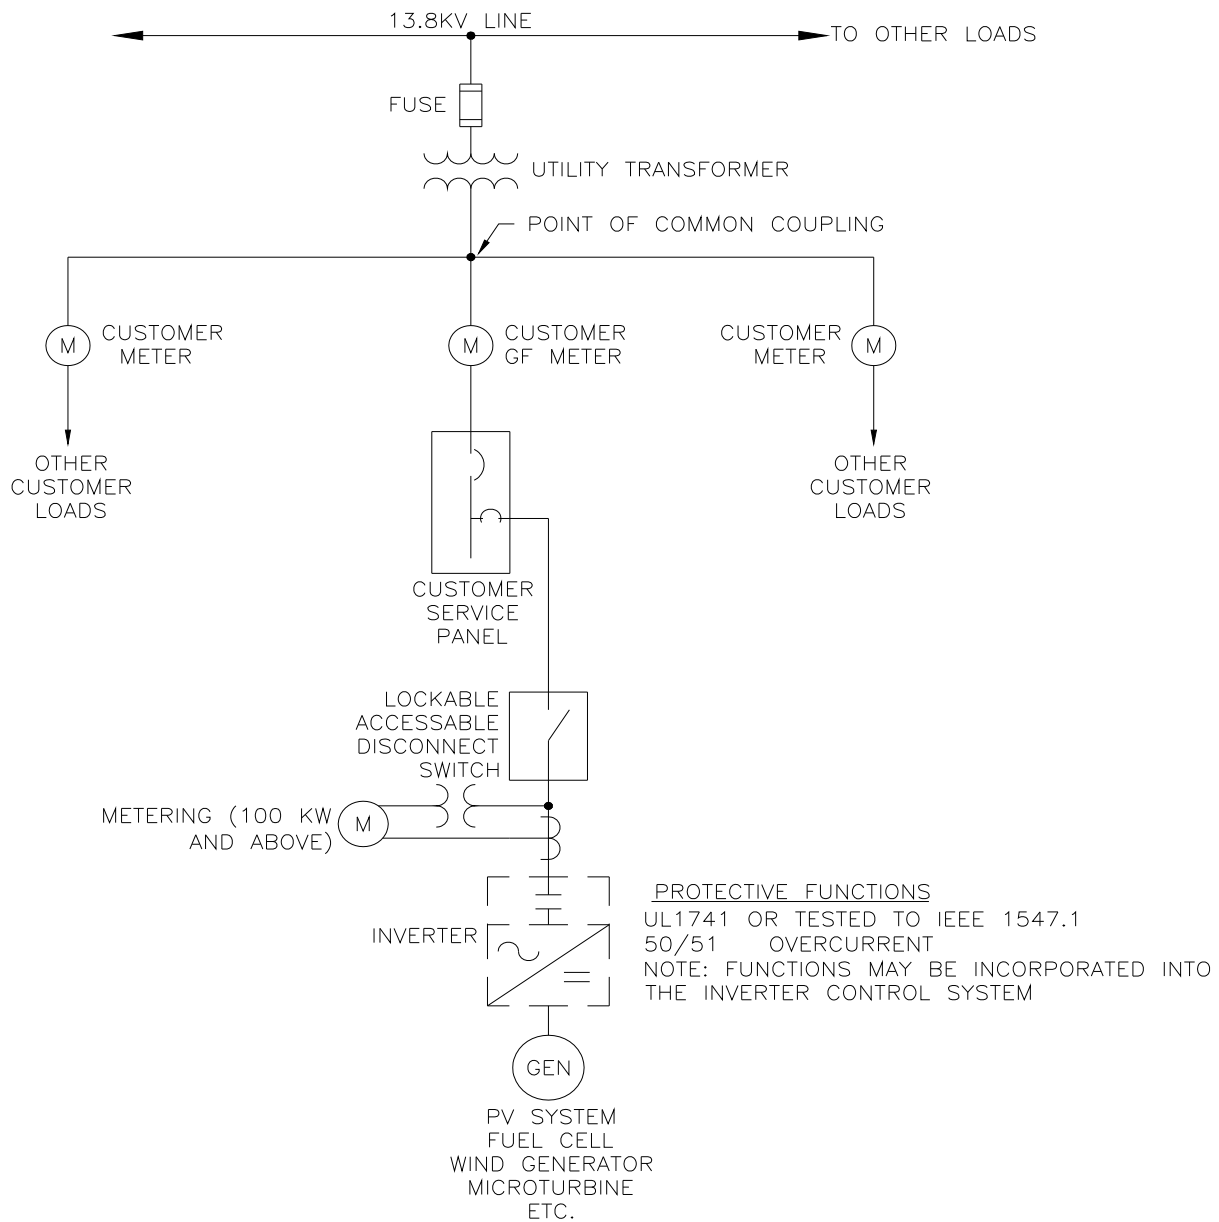 13.8KV LINE
TO OTHER LOADS
FUSE
UTILITY TRANSFORMER
POINT OF COMMON COUPLING
M
CUSTOMER
METER
M
CUSTOMER
GF METER
CUSTOMER
METER
M
OTHER
CUSTOMER
LOADS
OTHER
CUSTOMER
LOADS
CUSTOMER
SERVICE
PANEL
LOCKABLE
ACCESSABLE
DISCONNECT
SWITCH
METERING (100 KW
AND ABOVE)
M
INVERTER
PROTECTIVE FUNCTIONS
UL1741 OR TESTED TO IEEE 1547.1
50/51 OVERCURRENT
NOTE: FUNCTIONS MAY BE INCORPORATED INTO
THE INVERTER CONTROL SYSTEM
GEN
PV SYSTEM
FUEL CELL
WIND GENERATOR
MICROTURBINE
ETC.